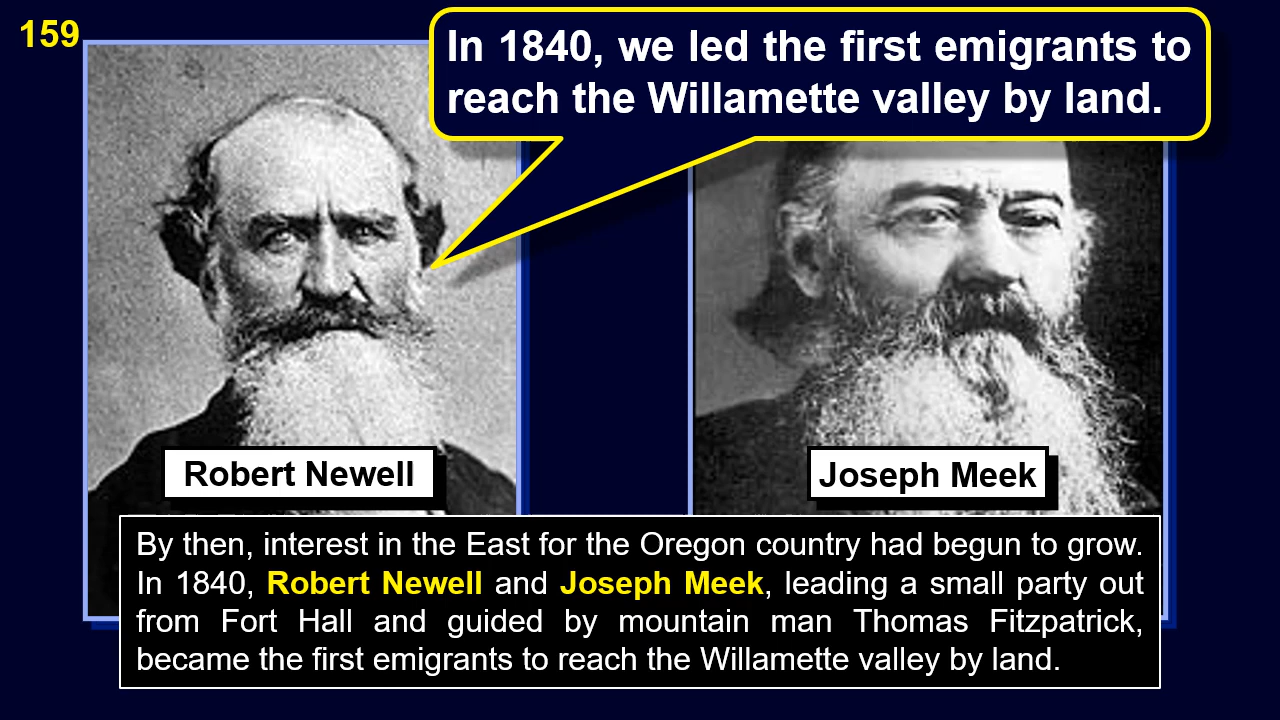 159
In 1840, we led the first emigrants to
reach the Willamette valley by land.
Robert Newell
Joseph Meek
By then, interest in the East for the Oregon country had begun to grow.
In 1840, Robert Newell and Joseph Meek, leading a small party out
from Fort Hall and guided by mountain man Thomas Fitzpatrick,
became the first emigrants to reach the Willamette valley by land.